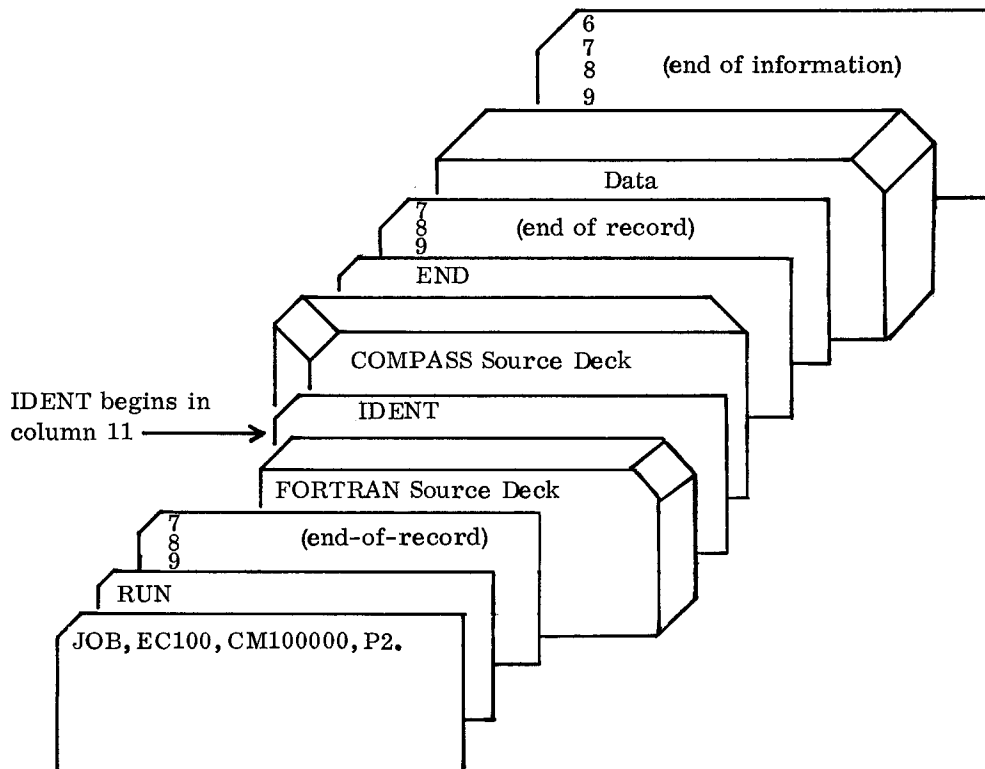 6
7
8
9
(end of information)
Data
7
8
9
(end of record)
END
COMPASS Source Deck
IDENT begins in
column 11
IDENT
FORTRAN Source Deck
7
8
9
(end-of-record)
RUN
JOB, EC100, CM100000, P2.